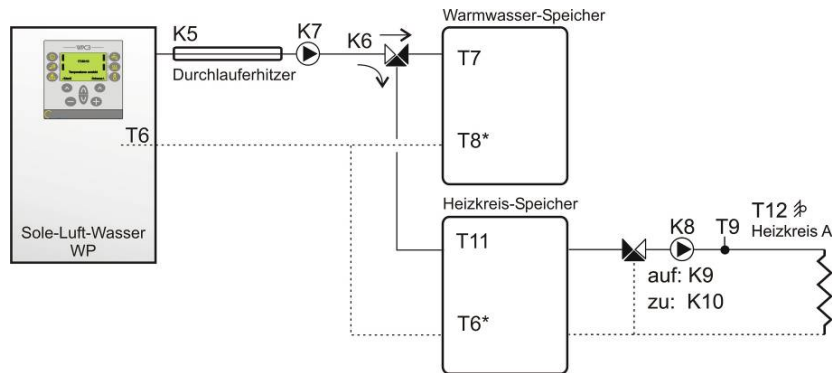 WPC3
Sole-Luft-Wasser
WP
T6
K5
Durchlauferhitzer
K7
K6
Warmwasser-Speicher
T7
T8*
Heizkreis-Speicher
T11
T6*
auf: K9
zu: K10
K8
T9
T12
Heizkreis A